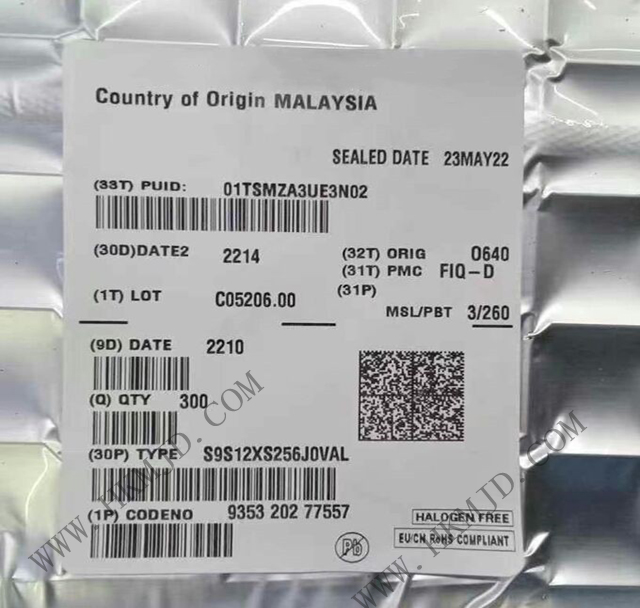 Country of Origin MALAYSIA
SEALED DATE 23MAY22
(33T) PUID: 01TSMZA3UE3N02
(30D)DATE2 2214 (32T) ORIG 0640
(31T) PMC FIQ-D
(1T) LOT C05206.00 (31P)
MSL/PBT 3/260
(9D) DATE 2210
(Q) QTY 300
(30P) TYPE S9S12XS256J0VAL
(1P) CODENO 9353 202 77557
HALOGEN FREE
Pb EU/CN RoHS COMPLIANT
WWW.HKMJD.COM
WWW.HKMJD.COM